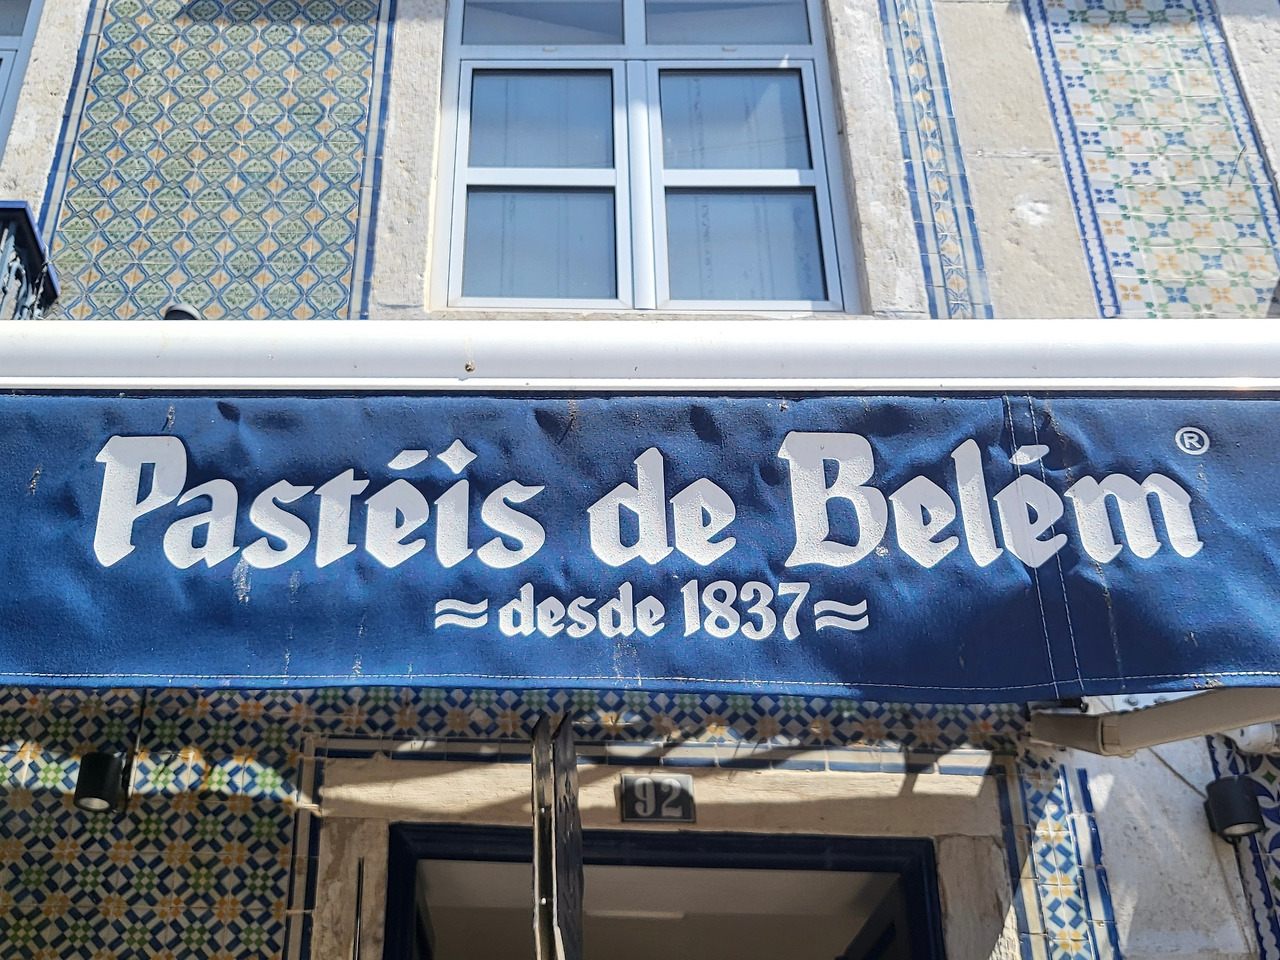 Pastéis de Belém ®
≈desde 1837≈
92